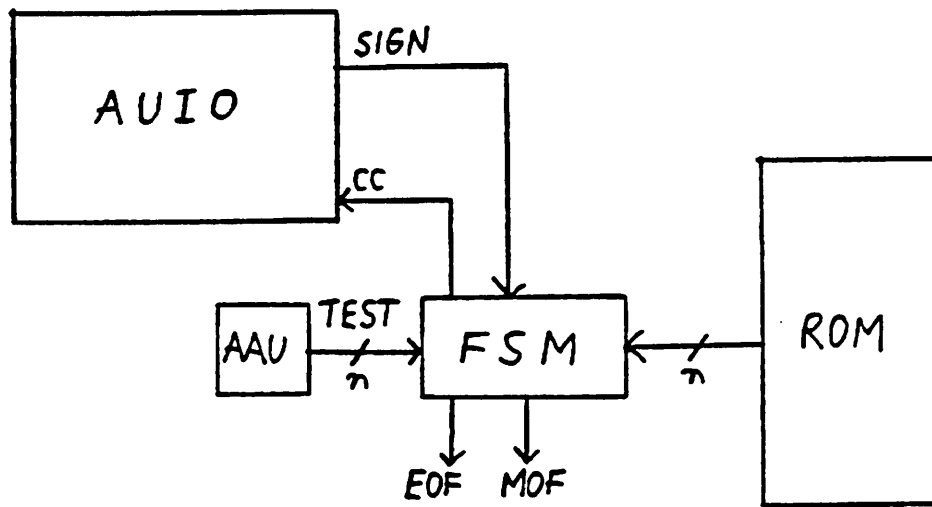 SIGN
AUIO
CC
TEST
AAU
n
FSM
n
ROM
EOF
MOF